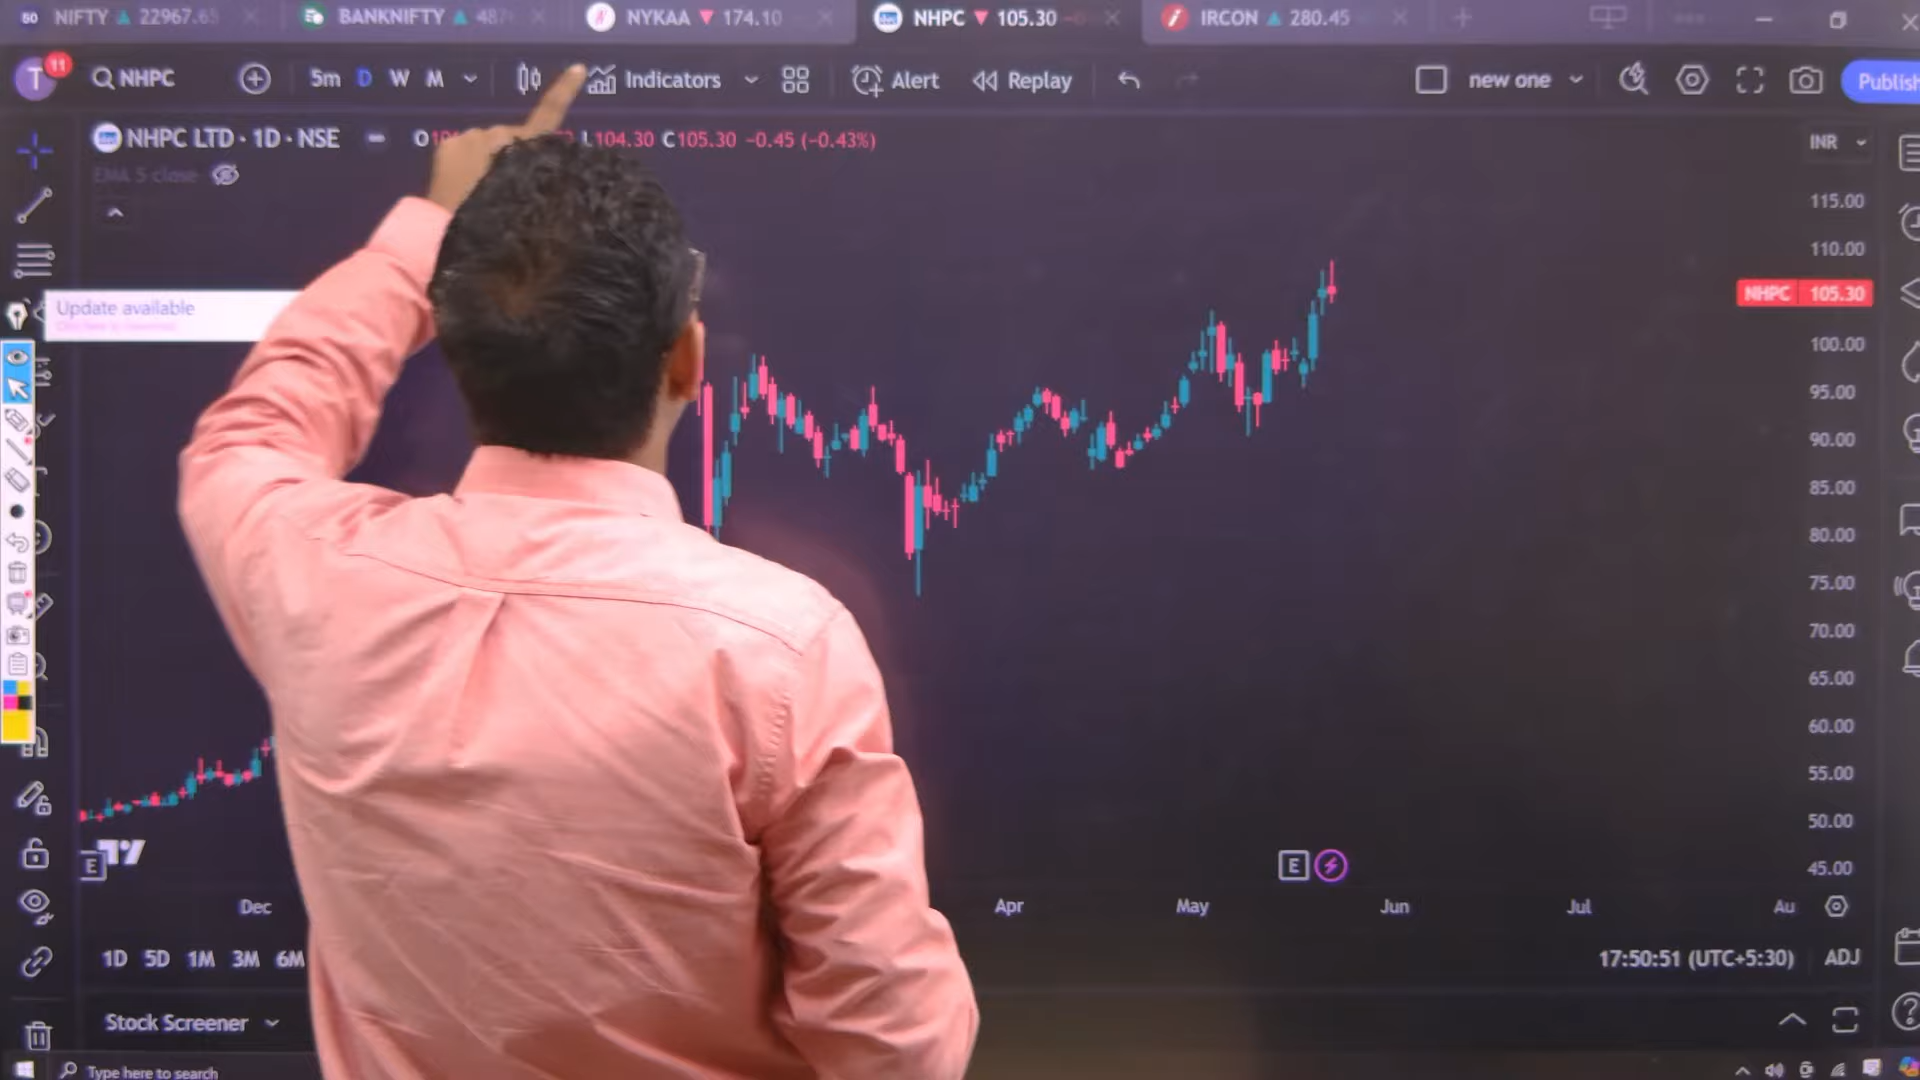 NIFTY 22967.65
BANKNIFTY
NYKAA 174.10
NHPC 105.30
IRCON 280.45
T 11 NHPC 5m D W M Indicators Alert Replay new one Publish
NHPC LTD · 1D · NSE O L104.30 C105.30 −0.45 (−0.43%) INR
EMA 5 close
115.00
110.00
Update available
NHPC 105.30
100.00
95.00
90.00
85.00
80.00
75.00
70.00
65.00
60.00
55.00
50.00
E E
45.00
Dec Apr May Jun Jul Au
1D 5D 1M 3M 6M 17:50:51 (UTC+5:30) ADJ
Stock Screener
Type here to search